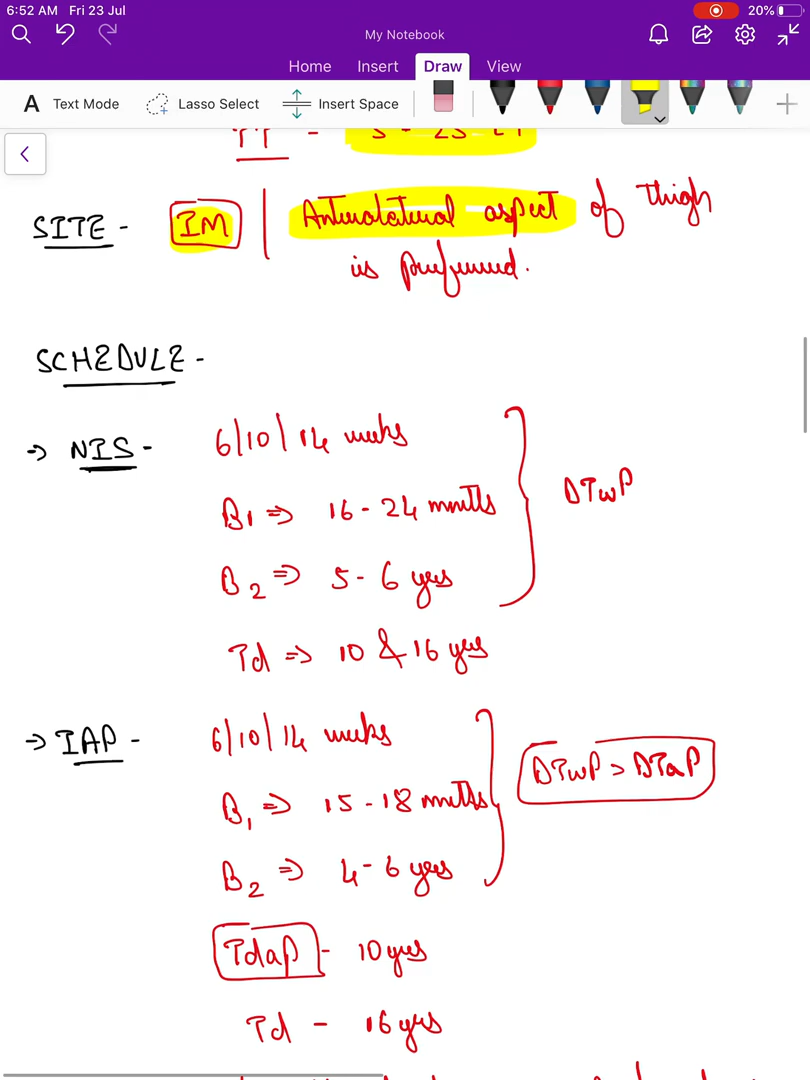 6:52 AM Fri 23 Jul 20%
My Notebook
Home Insert Draw View
A Text Mode Lasso Select Insert Space
TT -
SITE - IM | Anterolateral aspect of thigh
is preferred.
SCHEDULE -
→ NIS - 6/10/14 weeks
B1 ⇒ 16 - 24 months
DTwP
B2 ⇒ 5 - 6 yrs
Td ⇒ 10 & 16 yrs
→ IAP - 6/10/14 weeks
DTwP > DTaP
B1 ⇒ 15 - 18 months
B2 ⇒ 4 - 6 yrs
Tdap - 10 yrs
Td - 16 yrs